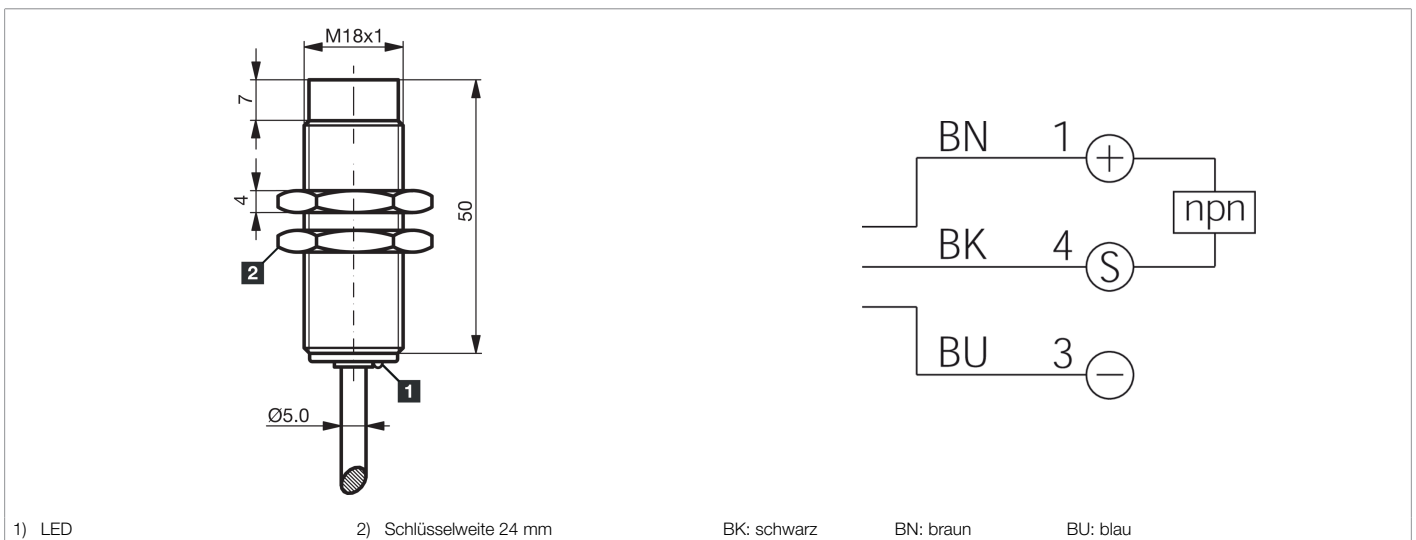 M18x1
7
4
50
2
1
Ø5.0
BN 1 +
npn
BK 4 S
BU 3 −
1) LED 2) Schlüsselweite 24 mm BK: schwarz BN: braun BU: blau